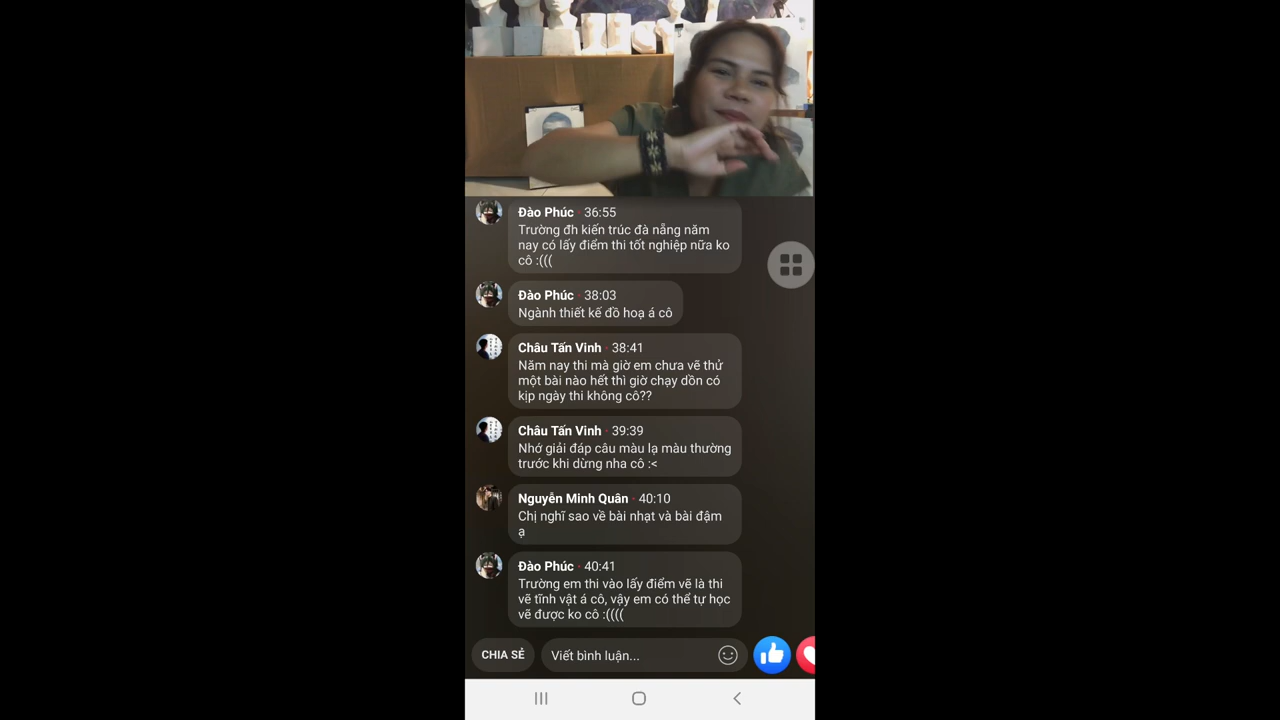 Đào Phúc · 36:55
Trường đh kiến trúc đà nẵng năm
nay có lấy điểm thi tốt nghiệp nữa ko
cô :(((
Đào Phúc · 38:03
Ngành thiết kế đồ hoạ á cô
Châu Tấn Vinh · 38:41
Năm nay thi mà giờ em chưa vẽ thử
một bài nào hết thì giờ chạy dồn có
kịp ngày thi không cô??
Châu Tấn Vinh · 39:39
Nhớ giải đáp câu màu lạ màu thường
trước khi dừng nha cô :<
Nguyễn Minh Quân · 40:10
Chị nghĩ sao về bài nhạt và bài đậm
ạ
Đào Phúc · 40:41
Trường em thi vào lấy điểm vẽ là thi
vẽ tĩnh vật á cô, vậy em có thể tự học
vẽ được ko cô :((((
CHIA SẺ
Viết bình luận...